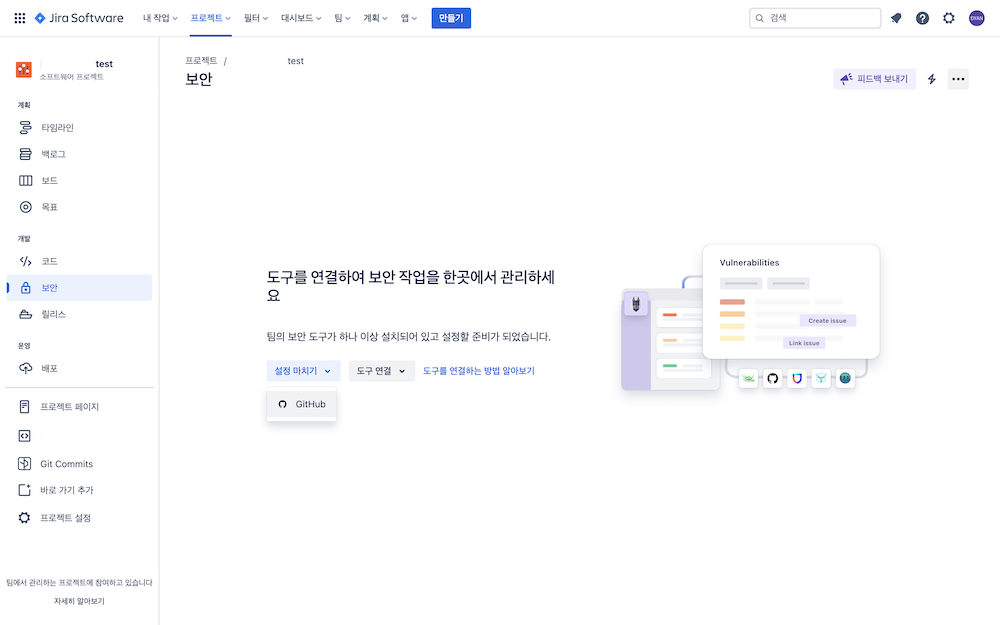 Jira Software
내 작업
프로젝트
필터
대시보드
팀
계획
앱
만들기
검색
DYAN
test
소프트웨어 프로젝트
계획
타임라인
백로그
보드
목표
개발
코드
보안
릴리스
운영
배포
프로젝트 페이지
Git Commits
바로 가기 추가
프로젝트 설정
팀에서 관리하는 프로젝트에 참여하고 있습니다
자세히 알아보기
프로젝트 / test
보안
피드백 보내기
도구를 연결하여 보안 작업을 한곳에서 관리하세
요
팀의 보안 도구가 하나 이상 설치되어 있고 설정할 준비가 되었습니다.
설정 마치기
도구 연결
도구를 연결하는 방법 알아보기
GitHub
Vulnerabilities
Create issue
Link issue